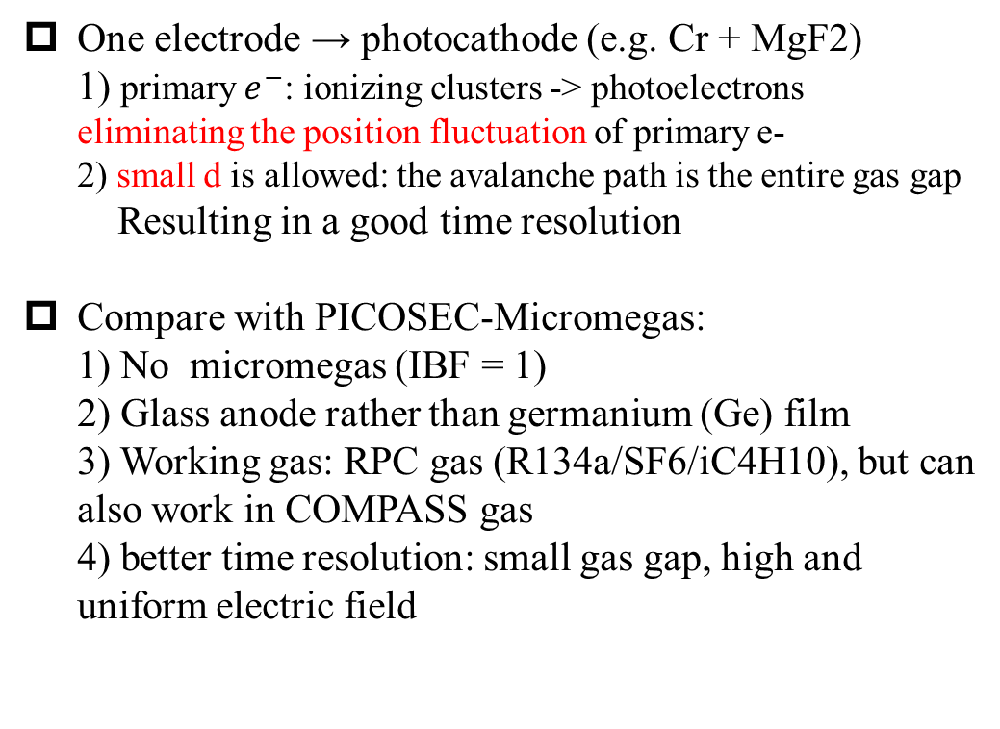 One electrode → photocathode (e.g. Cr + MgF2)
1) primary e⁻: ionizing clusters -> photoelectrons
eliminating the position fluctuation of primary e-
2) small d is allowed: the avalanche path is the entire gas gap
Resulting in a good time resolution
Compare with PICOSEC-Micromegas:
1) No micromegas (IBF = 1)
2) Glass anode rather than germanium (Ge) film
3) Working gas: RPC gas (R134a/SF6/iC4H10), but can
also work in COMPASS gas
4) better time resolution: small gas gap, high and
uniform electric field